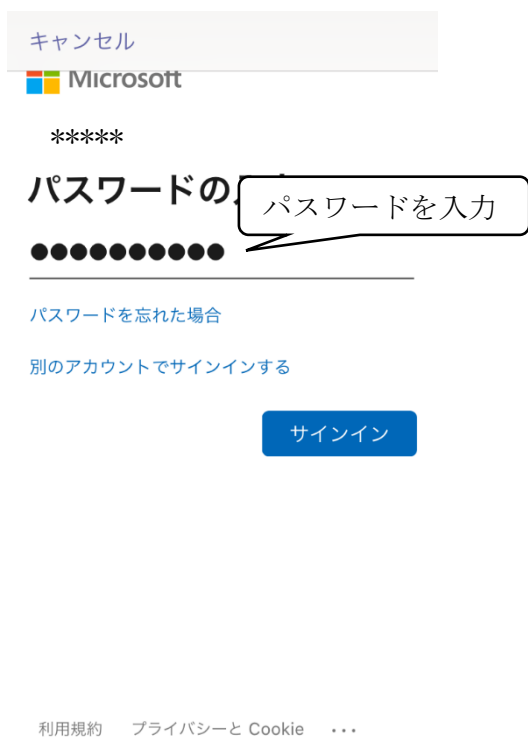 キャンセル
Microsoft
*****
パスワードの
パスワードを入力
●●●●●●●●●●
パスワードを忘れた場合
別のアカウントでサインインする
サインイン
利用規約 プライバシーと Cookie ...